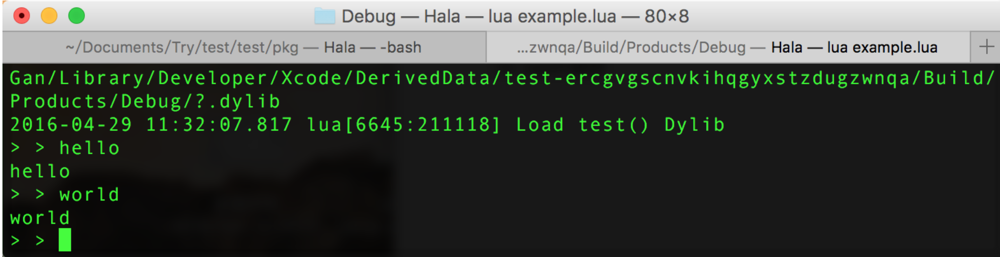 Debug — Hala — lua example.lua — 80×8
~/Documents/Try/test/test/pkg — Hala — -bash
...zwnqa/Build/Products/Debug — Hala — lua example.lua
Gan/Library/Developer/Xcode/DerivedData/test-ercgvgscnvkihqgyxstzdugzwnqa/Build/
Products/Debug/?.dylib
2016-04-29 11:32:07.817 lua[6645:211118] Load test() Dylib
> > hello
hello
> > world
world
> >